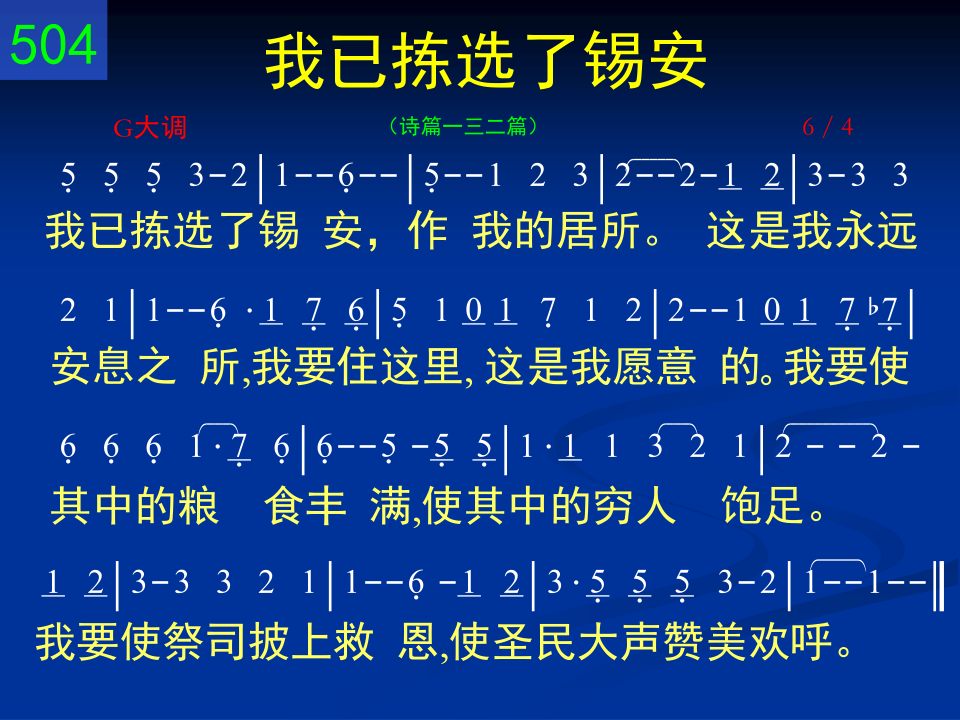 504
我已拣选了锡安
G大调 （诗篇一三二篇） 6 / 4
5̣ 5̣ 5̣ 3-2|1--6̣--|5̣--1 2 3|2--2-1̲ 2̲|3-3 3
我已拣选了锡 安，作 我的居所。 这是我永远
2 1|1--6̣ ·1̲ 7̲̣ 6̲̣|5̣ 1 0̲ 1̲ 7̣ 1 2|2--1 0̲ 1̲ 7̲̣ ♭7̲̣|
安息之 所,我要住这里, 这是我愿意 的。我要使
6̣ 6̣ 6̣ 1·7̲̣ 6̣|6̣--5̣ -5̲̣ 5̲̣|1·1̲ 1 3 2 1|2 - - 2 -
其中的粮 食丰 满,使其中的穷人 饱足。
1̲ 2̲|3-3 3 2 1|1--6̣ -1̲ 2̲|3·5̲̣ 5̲̣ 5̲̣ 3-2|1--1--‖
我要使祭司披上救 恩,使圣民大声赞美欢呼。